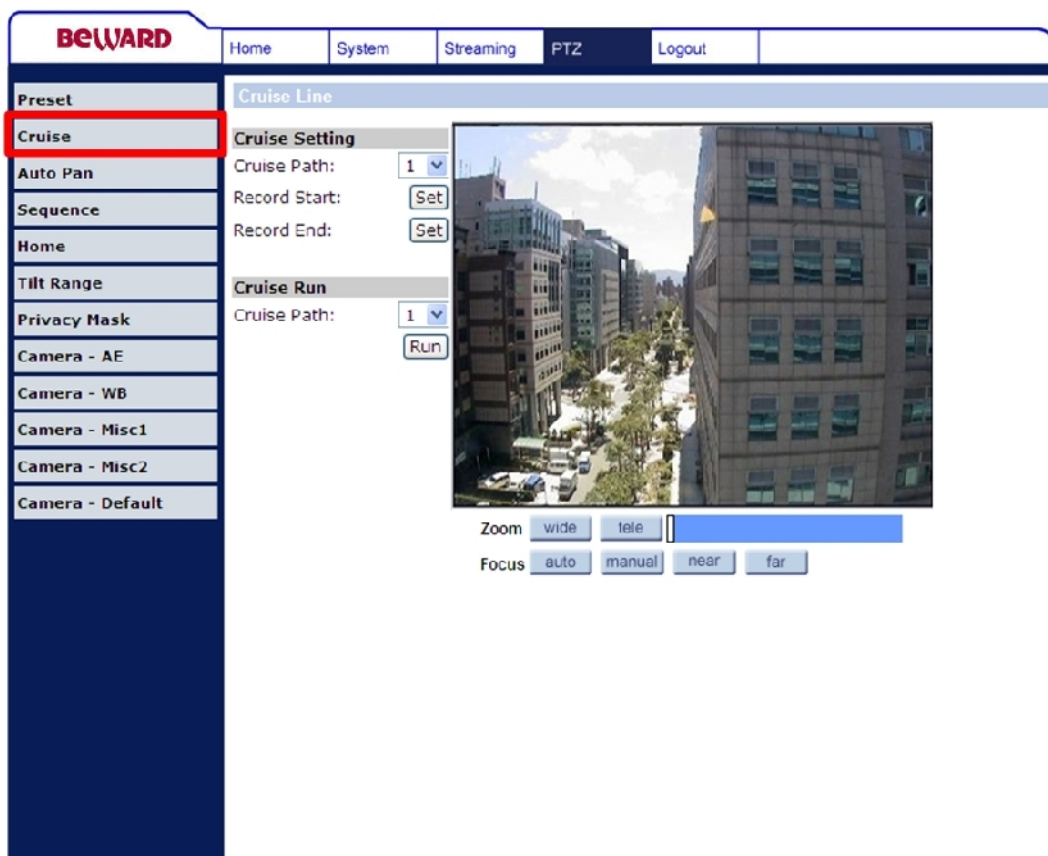 BEWARD
Home System Streaming PTZ Logout
Preset
Cruise
Auto Pan
Sequence
Home
Tilt Range
Privacy Mask
Camera - AE
Camera - WB
Camera - Misc1
Camera - Misc2
Camera - Default
Cruise Line
Cruise Setting
Cruise Path: 1
Record Start: Set
Record End: Set
Cruise Run
Cruise Path: 1
Run
Zoom wide tele
Focus auto manual near far